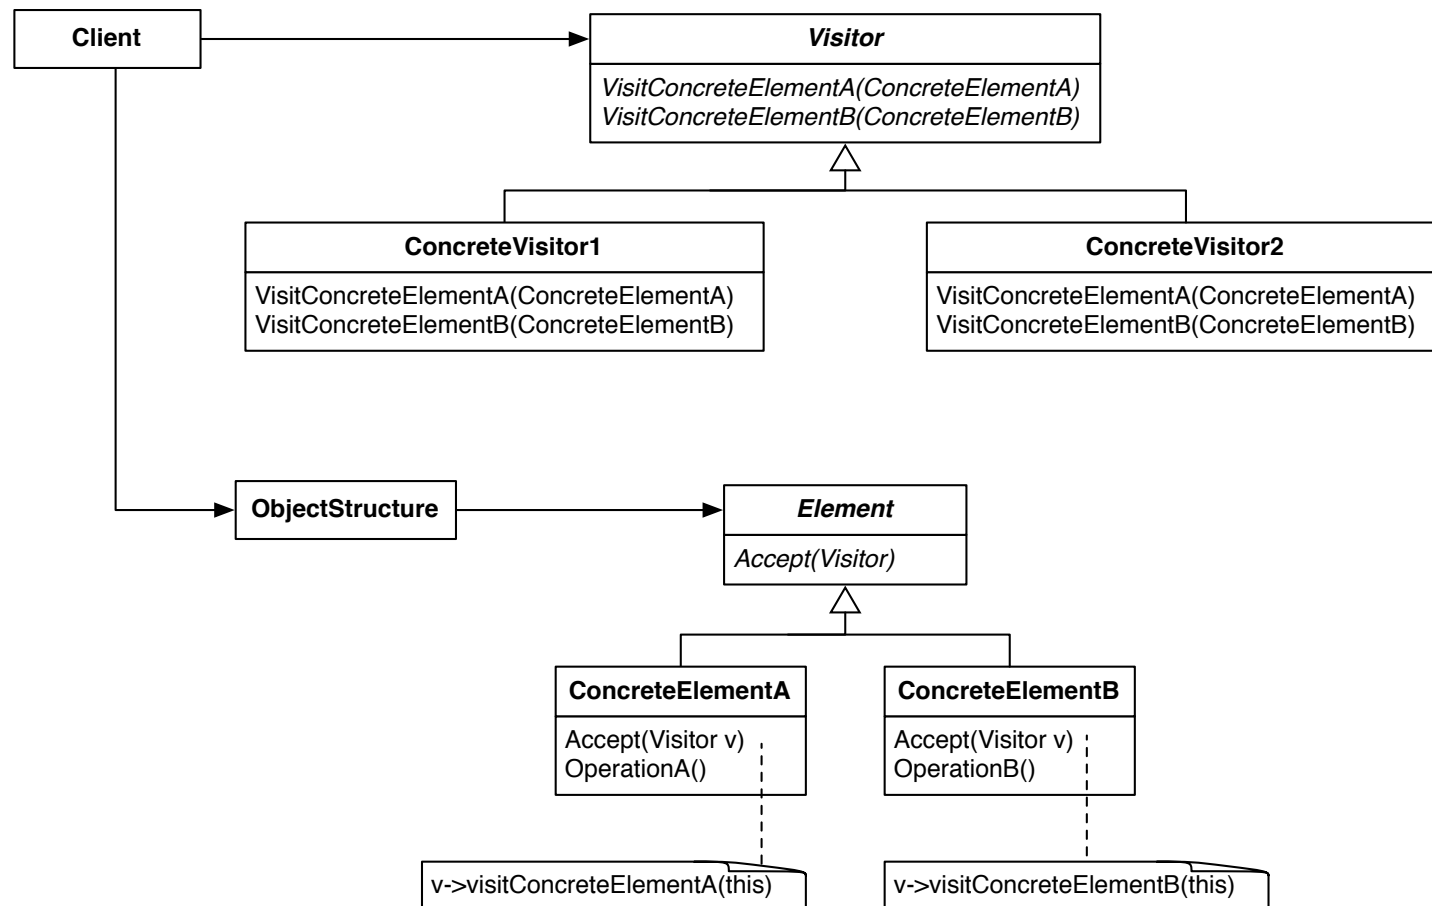 Client
Visitor
VisitConcreteElementA(ConcreteElementA)
VisitConcreteElementB(ConcreteElementB)
ConcreteVisitor1
VisitConcreteElementA(ConcreteElementA)
VisitConcreteElementB(ConcreteElementB)
ConcreteVisitor2
VisitConcreteElementA(ConcreteElementA)
VisitConcreteElementB(ConcreteElementB)
ObjectStructure
Element
Accept(Visitor)
ConcreteElementA
Accept(Visitor v)
OperationA()
ConcreteElementB
Accept(Visitor v)
OperationB()
v->visitConcreteElementA(this)
v->visitConcreteElementB(this)